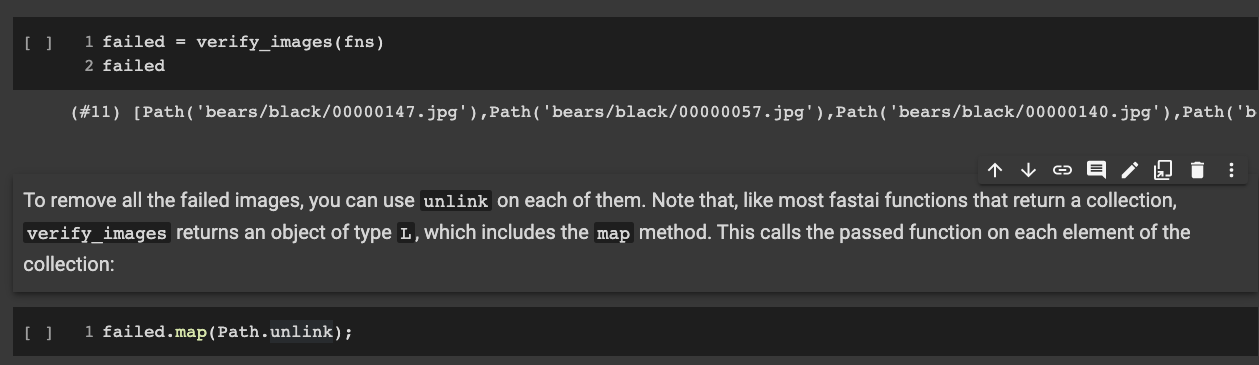 [ ] 1 failed = verify_images(fns)
2 failed
(#11) [Path('bears/black/00000147.jpg'),Path('bears/black/00000057.jpg'),Path('bears/black/00000140.jpg'),Path('b
To remove all the failed images, you can use unlink on each of them. Note that, like most fastai functions that return a collection,
verify_images returns an object of type L, which includes the map method. This calls the passed function on each element of the
collection:
[ ] 1 failed.map(Path.unlink);